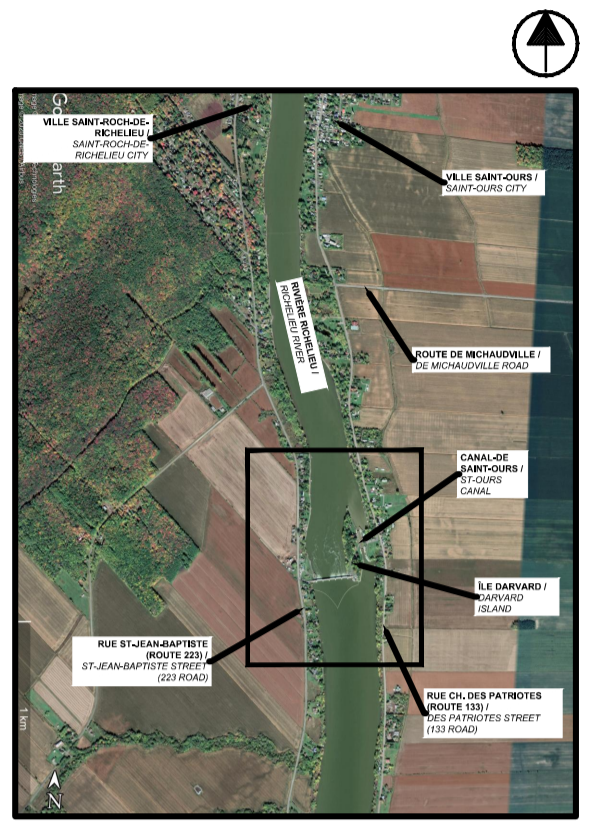 VILLE SAINT-ROCH-DE-
RICHELIEU /
SAINT-ROCH-DE-
RICHELIEU CITY
VILLE SAINT-OURS /
SAINT-OURS CITY
RIVIÈRE RICHELIEU /
RICHELIEU RIVER
ROUTE DE MICHAUDVILLE /
DE MICHAUDVILLE ROAD
CANAL-DE
SAINT-OURS /
ST-OURS
CANAL
ÎLE DARVARD /
DARVARD
ISLAND
RUE ST-JEAN-BAPTISTE
(ROUTE 223) /
ST-JEAN-BAPTISTE STREET
(223 ROAD)
RUE CH. DES PATRIOTES
(ROUTE 133) /
DES PATRIOTES STREET
(133 ROAD)
1 km
N